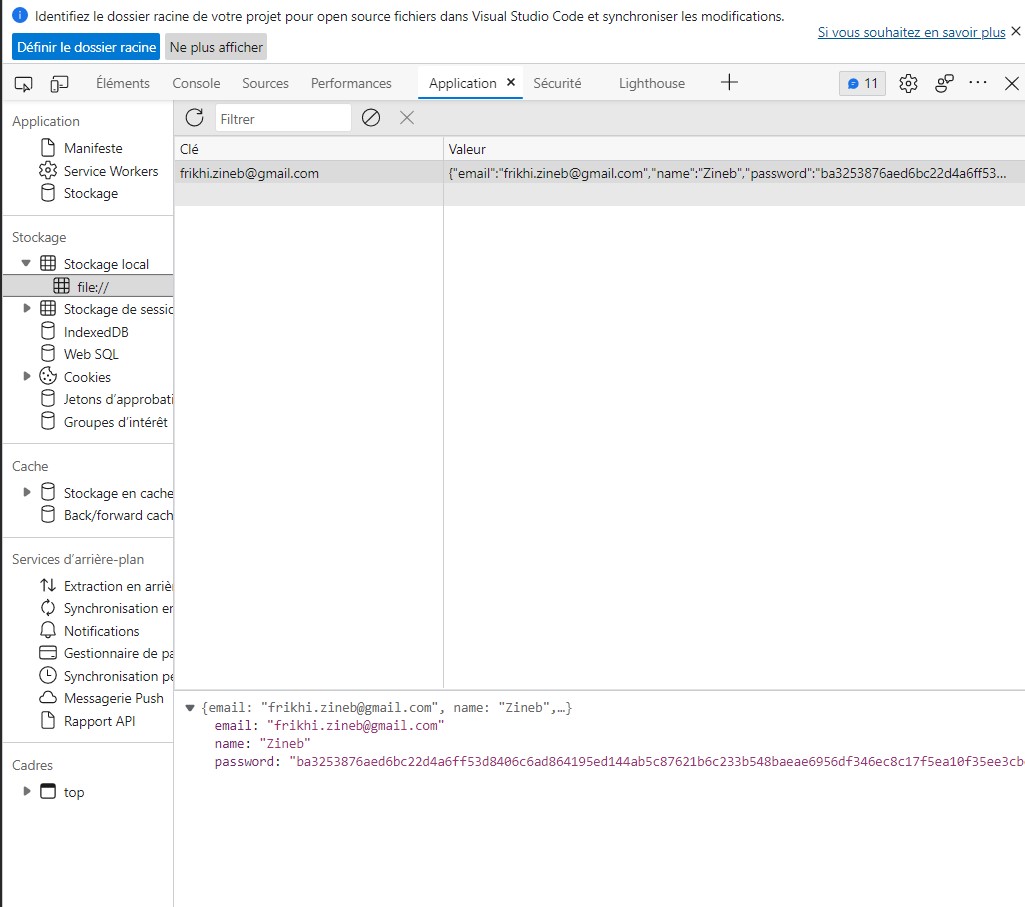 Identifiez le dossier racine de votre projet pour open source fichiers dans Visual Studio Code et synchroniser les modifications.
Si vous souhaitez en savoir plus
Définir le dossier racine
Ne plus afficher
Éléments
Console
Sources
Performances
Application
Sécurité
Lighthouse
11
Application
Manifeste
Service Workers
Stockage
Stockage
Stockage local
file://
Stockage de sessio
IndexedDB
Web SQL
Cookies
Jetons d'approbati
Groupes d'intérêt
Cache
Stockage en cache
Back/forward cach
Services d'arrière-plan
Extraction en arriè
Synchronisation en
Notifications
Gestionnaire de pa
Synchronisation pé
Messagerie Push
Rapport API
Cadres
top
Filtrer
Clé
Valeur
frikhi.zineb@gmail.com
{"email":"frikhi.zineb@gmail.com","name":"Zineb","password":"ba3253876aed6bc22d4a6ff53...
{email: "frikhi.zineb@gmail.com", name: "Zineb",…}
email: "frikhi.zineb@gmail.com"
name: "Zineb"
password: "ba3253876aed6bc22d4a6ff53d8406c6ad864195ed144ab5c87621b6c233b548baeae6956df346ec8c17f5ea10f35ee3cb